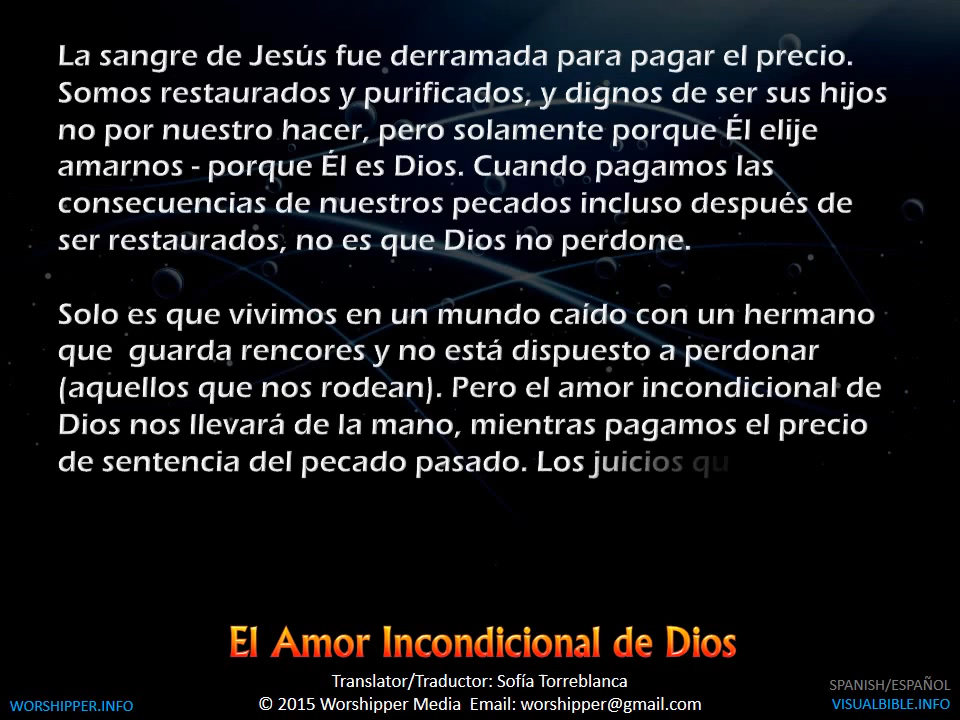 La sangre de Jesús fue derramada para pagar el precio.
Somos restaurados y purificados, y dignos de ser sus hijos
no por nuestro hacer, pero solamente porque Él elije
amarnos - porque Él es Dios. Cuando pagamos las
consecuencias de nuestros pecados incluso después de
ser restaurados, no es que Dios no perdone.
Solo es que vivimos en un mundo caído con un hermano
que  guarda rencores y no está dispuesto a perdonar
(aquellos que nos rodean). Pero el amor incondicional de
Dios nos llevará de la mano, mientras pagamos el precio
de sentencia del pecado pasado. Los juicios qu
El Amor Incondicional de Dios
Translator/Traductor: Sofía Torreblanca
© 2015 Worshipper Media  Email: worshipper@gmail.com
WORSHIPPER.INFO
SPANISH/ESPAÑOL
VISUALBIBLE.INFO